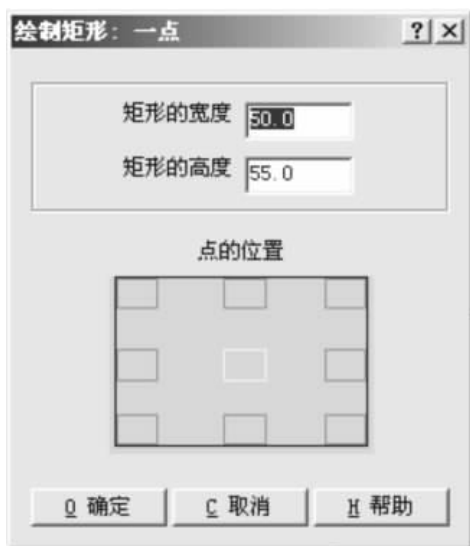 绘制矩形: 一点 ? ×
矩形的宽度 50.0
矩形的高度 55.0
点的位置
O 确定 C 取消 H 帮助